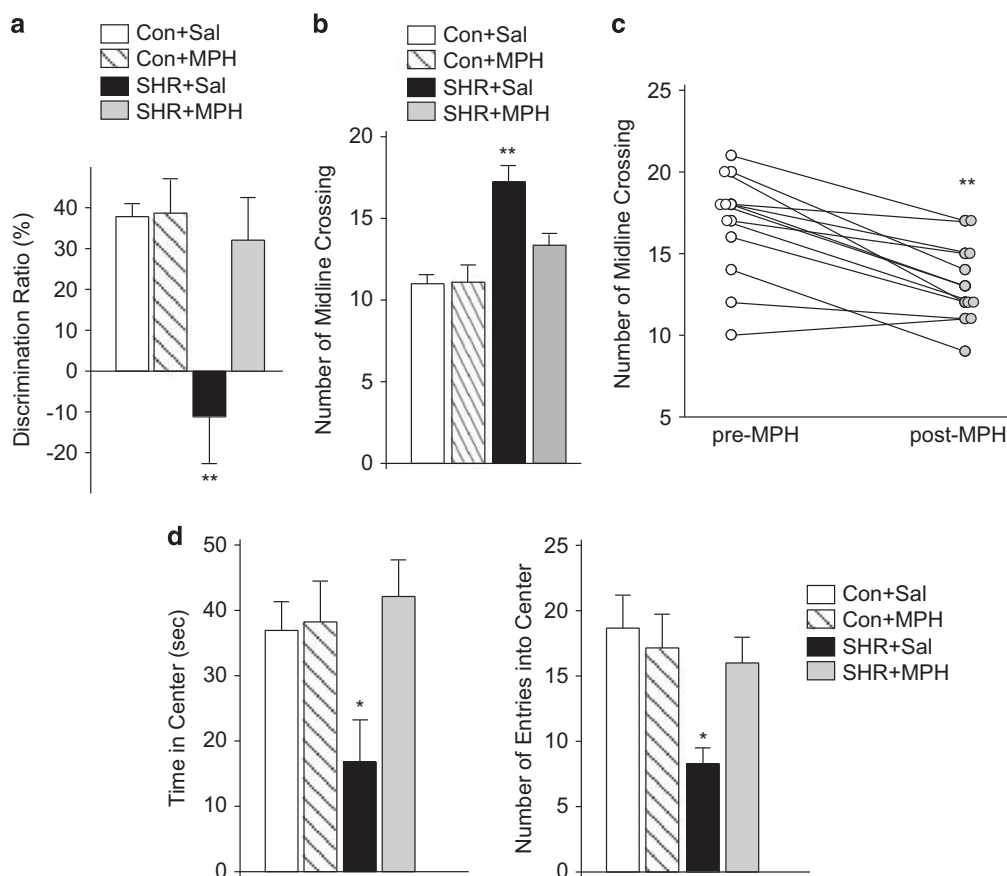 a
Con+Sal
Con+MPH
SHR+Sal
SHR+MPH
Discrimination Ratio (%)
40
30
20
10
0
-10
-20
**
b
Con+Sal
Con+MPH
SHR+Sal
SHR+MPH
Number of Midline Crossing
20
15
10
5
0
**
c
Number of Midline Crossing
25
20
15
10
5
**
pre-MPH
post-MPH
d
Time in Center (sec)
50
40
30
20
10
0
*
Number of Entries into Center
25
20
15
10
5
0
*
Con+Sal
Con+MPH
SHR+Sal
SHR+MPH